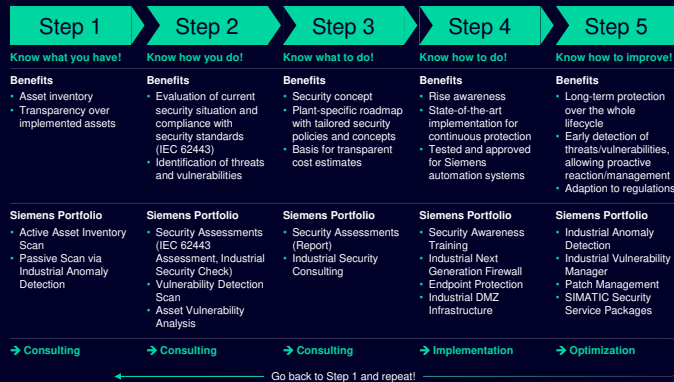 Step 1
Step 2
Step 3
Step 4
Step 5
Know what you have!
Know how you do!
Know what to do!
Know how to do!
Know how to improve!
Benefits
• Asset inventory
• Transparency over
implemented assets
Benefits
• Evaluation of current
security situation and
compliance with
security standards
(IEC 62443)
• Identification of threats
and vulnerabilities
Benefits
• Security concept
• Plant-specific roadmap
with tailored security
policies and concepts
• Basis for transparent
cost estimates
Benefits
• Rise awareness
• State-of-the-art
implementation for
continuous protection
• Tested and approved
for Siemens
automation systems
Benefits
• Long-term protection
over the whole
lifecycle
• Early detection of
threats/vulnerabilities,
allowing proactive
reaction/management
• Adaption to regulations
Siemens Portfolio
• Active Asset Inventory
Scan
• Passive Scan via
Industrial Anomaly
Detection
Siemens Portfolio
• Security Assessments
(IEC 62443
Assessment, Industrial
Security Check)
• Vulnerability Detection
Scan
• Asset Vulnerability
Analysis
Siemens Portfolio
• Security Assessments
(Report)
• Industrial Security
Consulting
Siemens Portfolio
• Security Awareness
Training
• Industrial Next
Generation Firewall
• Endpoint Protection
• Industrial DMZ
Infrastructure
Siemens Portfolio
• Industrial Anomaly
Detection
• Industrial Vulnerability
Manager
• Patch Management
• SIMATIC Security
Service Packages
→ Consulting
→ Consulting
→ Consulting
→ Implementation
→ Optimization
Go back to Step 1 and repeat!